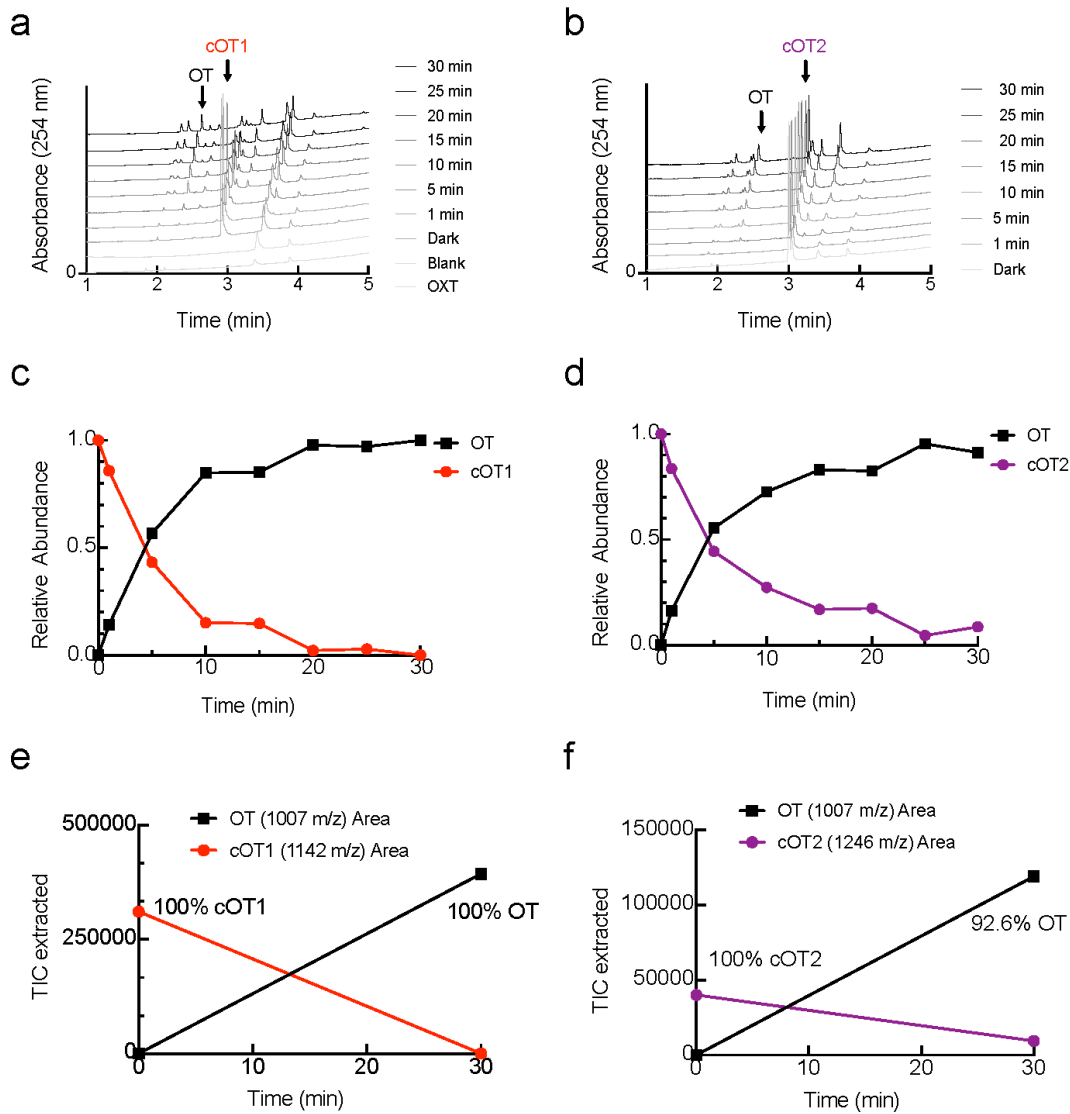 a
cOT1
OT
30 min
25 min
20 min
15 min
10 min
5 min
1 min
Dark
Blank
OXT
Absorbance (254 nm)
0
1 2 3 4 5
Time (min)
b
cOT2
OT
30 min
25 min
20 min
15 min
10 min
5 min
1 min
Dark
Absorbance (254 nm)
0
1 2 3 4 5
Time (min)
c
OT
cOT1
Relative Abundance
1.0
0.5
0.0
0 10 20 30
Time (min)
d
OT
cOT2
Relative Abundance
1.0
0.5
0.0
0 10 20 30
Time (min)
e
OT (1007 m/z) Area
cOT1 (1142 m/z) Area
TIC extracted
500000
250000
0
100% cOT1
100% OT
0 10 20 30
Time (min)
f
OT (1007 m/z) Area
cOT2 (1246 m/z) Area
TIC extracted
150000
100000
50000
0
100% cOT2
92.6% OT
0 10 20 30
Time (min)